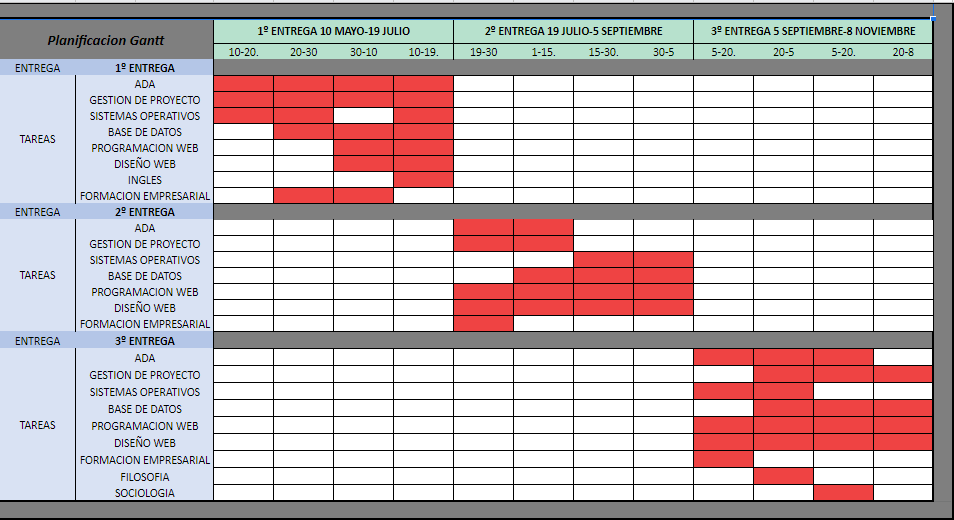 Planificacion Gantt
1º ENTREGA 10 MAYO-19 JULIO 2º ENTREGA 19 JULIO-5 SEPTIEMBRE 3º ENTREGA 5 SEPTIEMBRE-8 NOVIEMBRE
10-20. 20-30 30-10 10-19. 19-30 1-15. 15-30. 30-5 5-20. 20-5 5-20. 20-8
ENTREGA 1º ENTREGA
TAREAS
ADA
GESTION DE PROYECTO
SISTEMAS OPERATIVOS
BASE DE DATOS
PROGRAMACION WEB
DISEÑO WEB
INGLES
FORMACION EMPRESARIAL
ENTREGA 2º ENTREGA
TAREAS
ADA
GESTION DE PROYECTO
SISTEMAS OPERATIVOS
BASE DE DATOS
PROGRAMACION WEB
DISEÑO WEB
FORMACION EMPRESARIAL
ENTREGA 3º ENTREGA
TAREAS
ADA
GESTION DE PROYECTO
SISTEMAS OPERATIVOS
BASE DE DATOS
PROGRAMACION WEB
DISEÑO WEB
FORMACION EMPRESARIAL
FILOSOFIA
SOCIOLOGIA